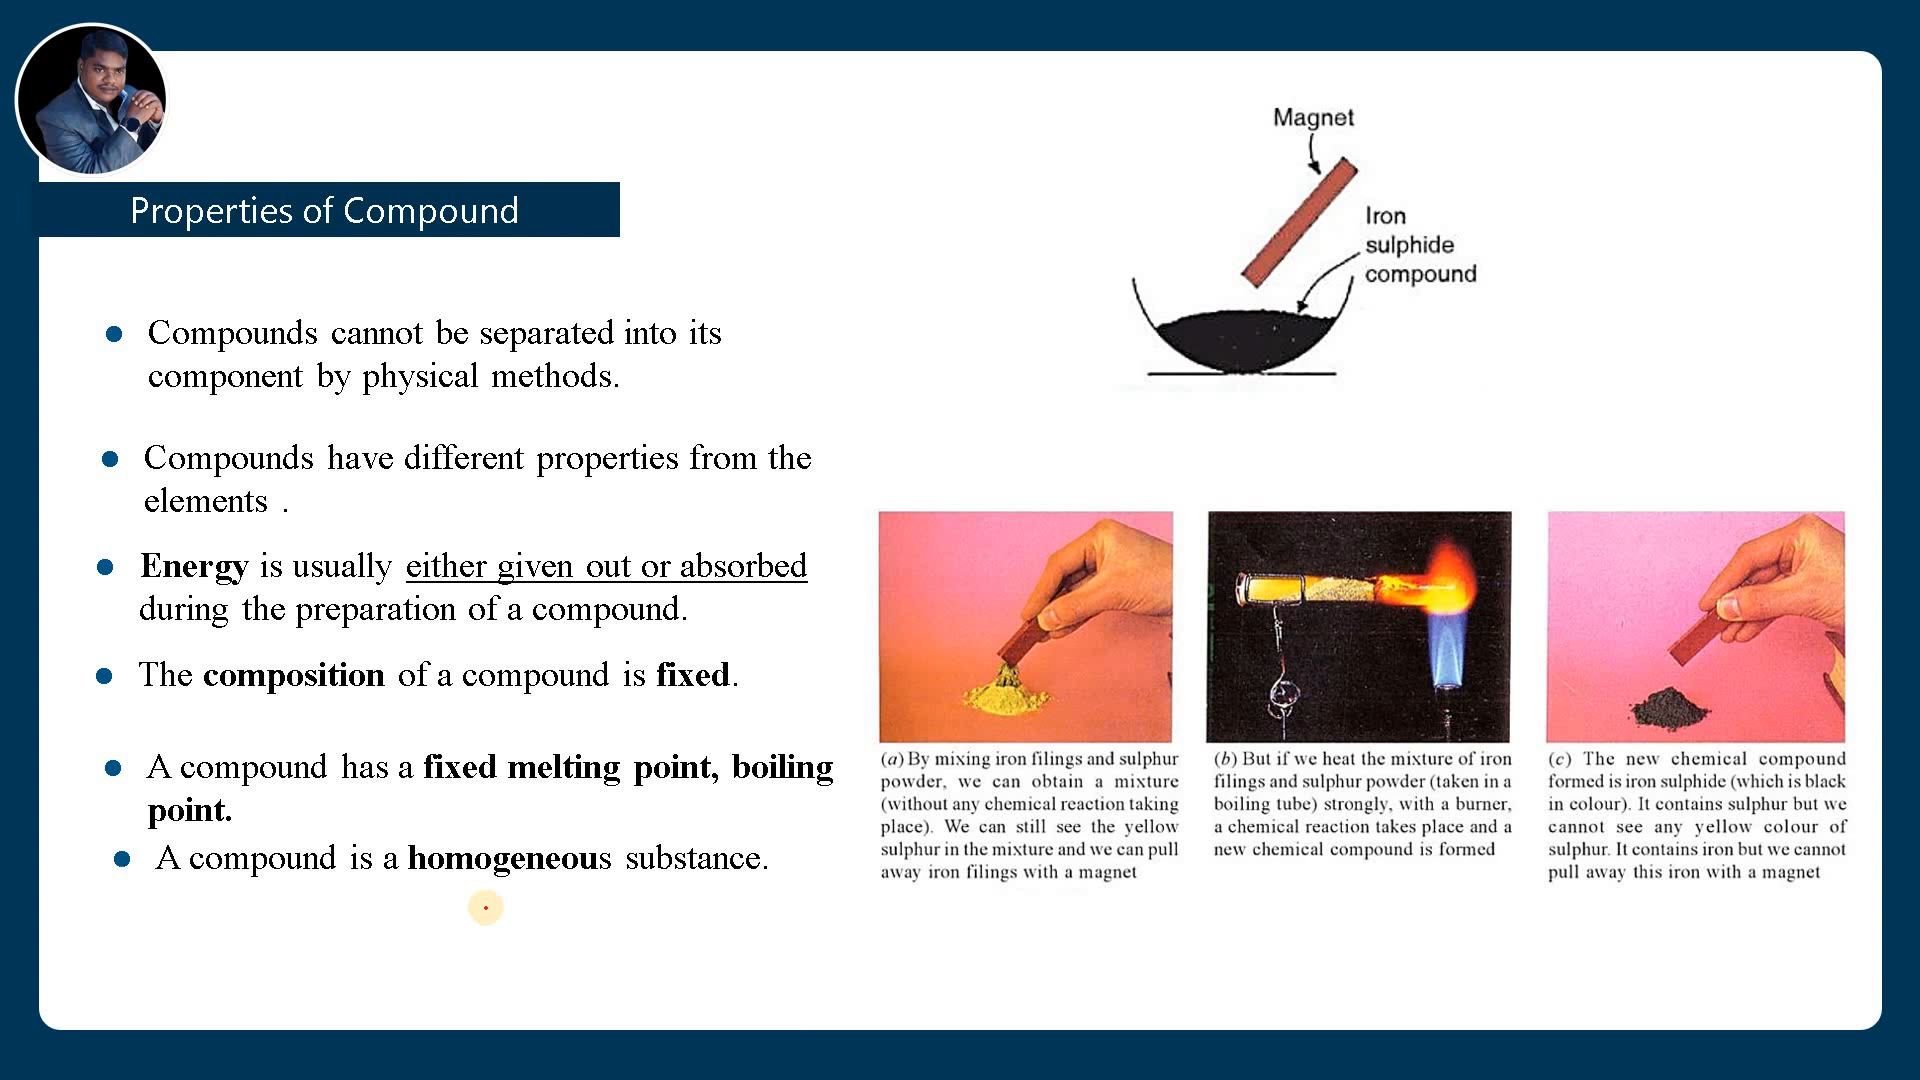 Properties of Compound
Compounds cannot be separated into its
component by physical methods.
Compounds have different properties from the
elements .
Energy is usually either given out or absorbed
during the preparation of a compound.
The composition of a compound is fixed.
A compound has a fixed melting point, boiling
point.
A compound is a homogeneous substance.
Magnet
Iron
sulphide
compound
(a) By mixing iron filings and sulphur
powder, we can obtain a mixture
(without any chemical reaction taking
place). We can still see the yellow
sulphur in the mixture and we can pull
away iron filings with a magnet
(b) But if we heat the mixture of iron
filings and sulphur powder (taken in a
boiling tube) strongly, with a burner,
a chemical reaction takes place and a
new chemical compound is formed
(c) The new chemical compound
formed is iron sulphide (which is black
in colour). It contains sulphur but we
cannot see any yellow colour of
sulphur. It contains iron but we cannot
pull away this iron with a magnet